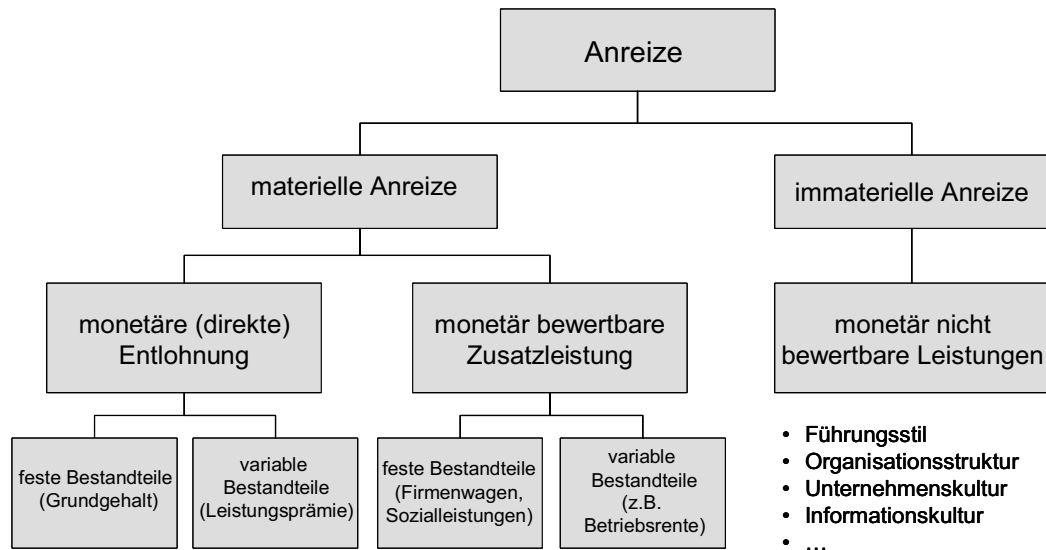 Anreize
materielle Anreize
immaterielle Anreize
monetäre (direkte)
Entlohnung
monetär bewertbare
Zusatzleistung
monetär nicht
bewertbare Leistungen
feste Bestandteile
(Grundgehalt)
variable
Bestandteile
(Leistungsprämie)
feste Bestandteile
(Firmenwagen,
Sozialleistungen)
variable
Bestandteile
(z.B.
Betriebsrente)
• Führungsstil
• Organisationsstruktur
• Unternehmenskultur
• Informationskultur
• ...